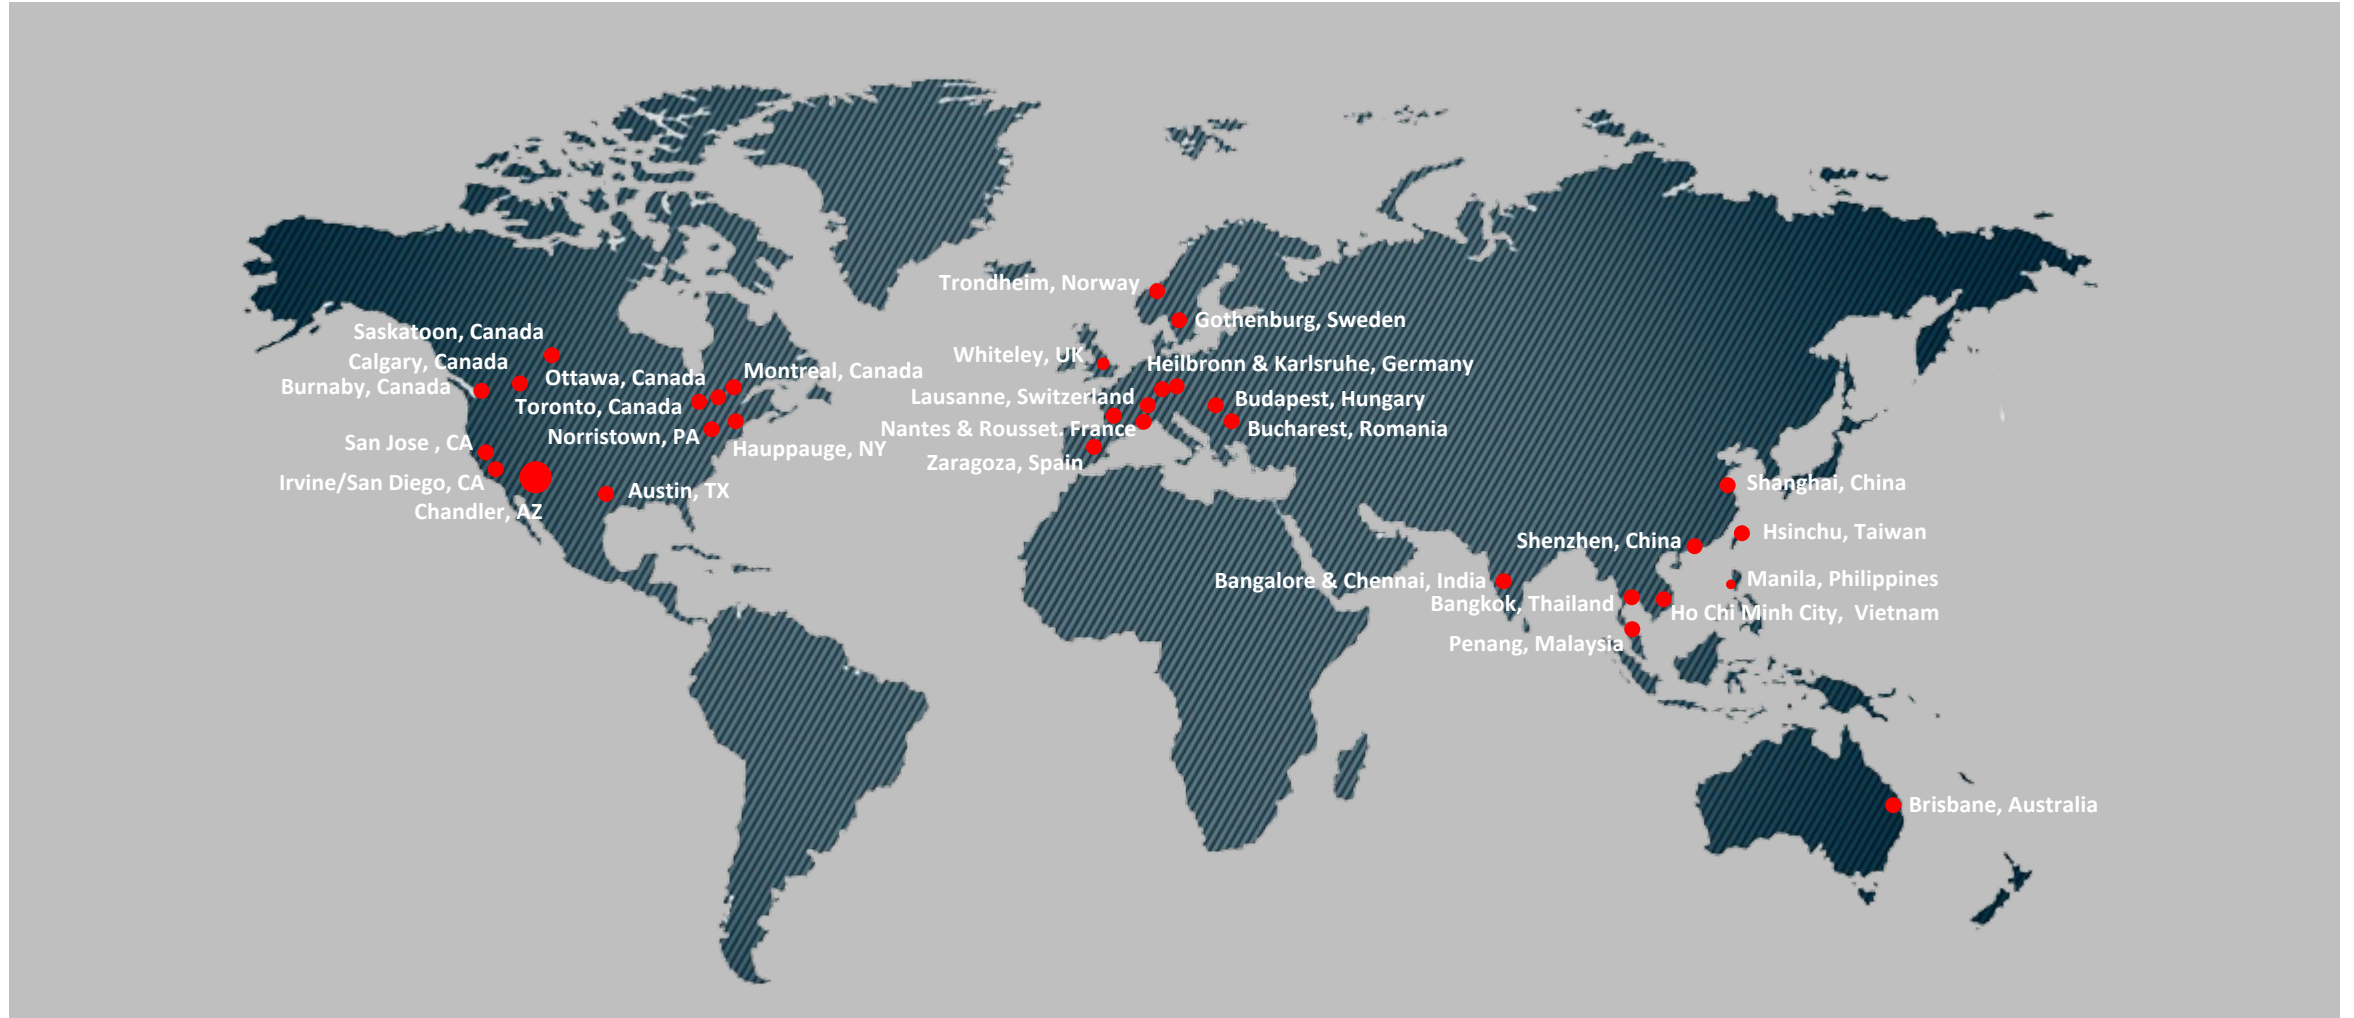 Trondheim, Norway
Gothenburg, Sweden
Saskatoon, Canada
Calgary, Canada
Burnaby, Canada
Ottawa, Canada
Montreal, Canada
Toronto, Canada
Norristown, PA
Hauppauge, NY
San Jose , CA
Irvine/San Diego, CA
Chandler, AZ
Austin, TX
Whiteley, UK
Heilbronn & Karlsruhe, Germany
Lausanne, Switzerland
Budapest, Hungary
Nantes & Rousset. France
Bucharest, Romania
Zaragoza, Spain
Shanghai, China
Hsinchu, Taiwan
Shenzhen, China
Bangalore & Chennai, India
Manila, Philippines
Bangkok, Thailand
Ho Chi Minh City,  Vietnam
Penang, Malaysia
Brisbane, Australia